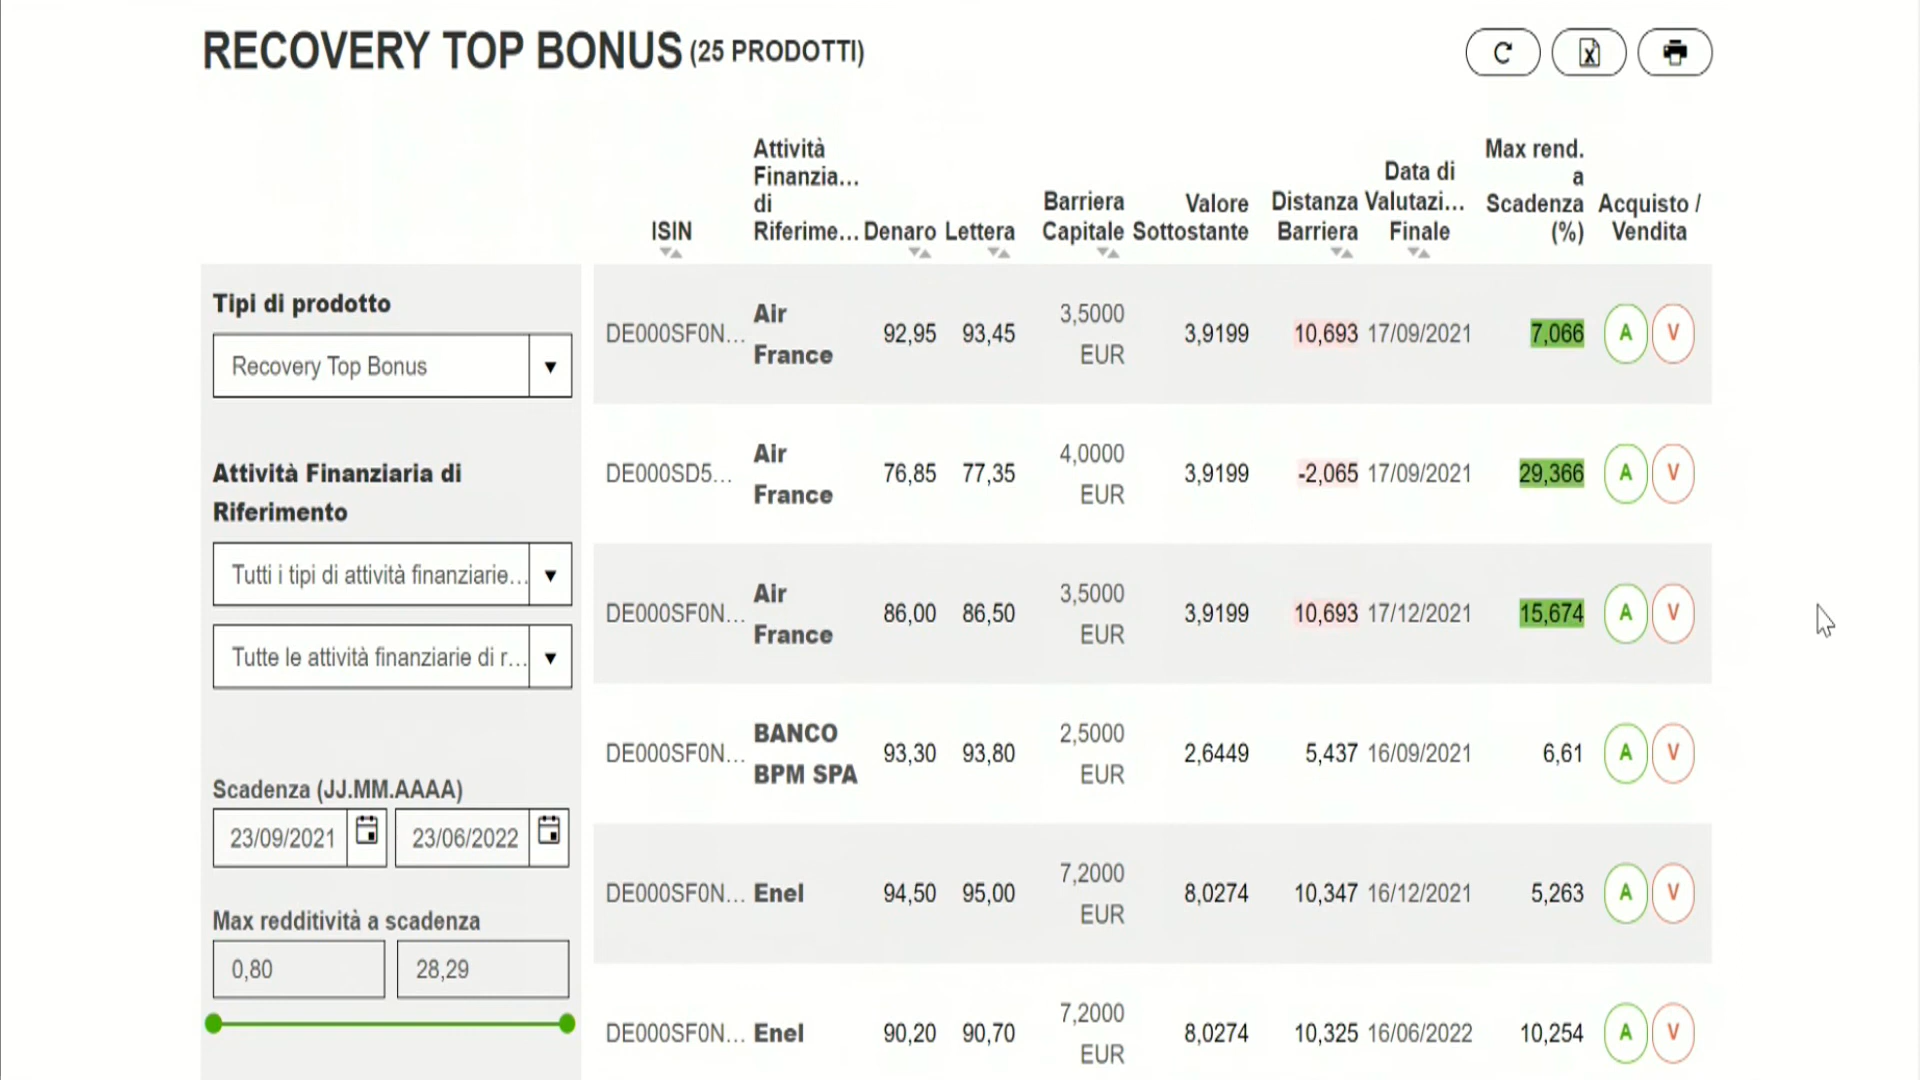 RECOVERY TOP BONUS (25 PRODOTTI)
ISIN
Attività
Finanzia...
di
Riferime...
Denaro
Lettera
Barriera
Capitale
Valore
Sottostante
Distanza
Barriera
Data di
Valutazi...
Finale
Max rend.
a
Scadenza
(%)
Acquisto /
Vendita
Tipi di prodotto
Recovery Top Bonus
Attività Finanziaria di
Riferimento
Tutti i tipi di attività finanziarie...
Tutte le attività finanziarie di r...
Scadenza (JJ.MM.AAAA)
23/09/2021 23/06/2022
Max redditività a scadenza
0,80 28,29
DE000SF0N... Air France 92,95 93,45 3,5000 EUR 3,9199 10,693 17/09/2021 7,066 A V
DE000SD5... Air France 76,85 77,35 4,0000 EUR 3,9199 -2,065 17/09/2021 29,366 A V
DE000SF0N... Air France 86,00 86,50 3,5000 EUR 3,9199 10,693 17/12/2021 15,674 A V
DE000SF0N... BANCO BPM SPA 93,30 93,80 2,5000 EUR 2,6449 5,437 16/09/2021 6,61 A V
DE000SF0N... Enel 94,50 95,00 7,2000 EUR 8,0274 10,347 16/12/2021 5,263 A V
DE000SF0N... Enel 90,20 90,70 7,2000 EUR 8,0274 10,325 16/06/2022 10,254 A V